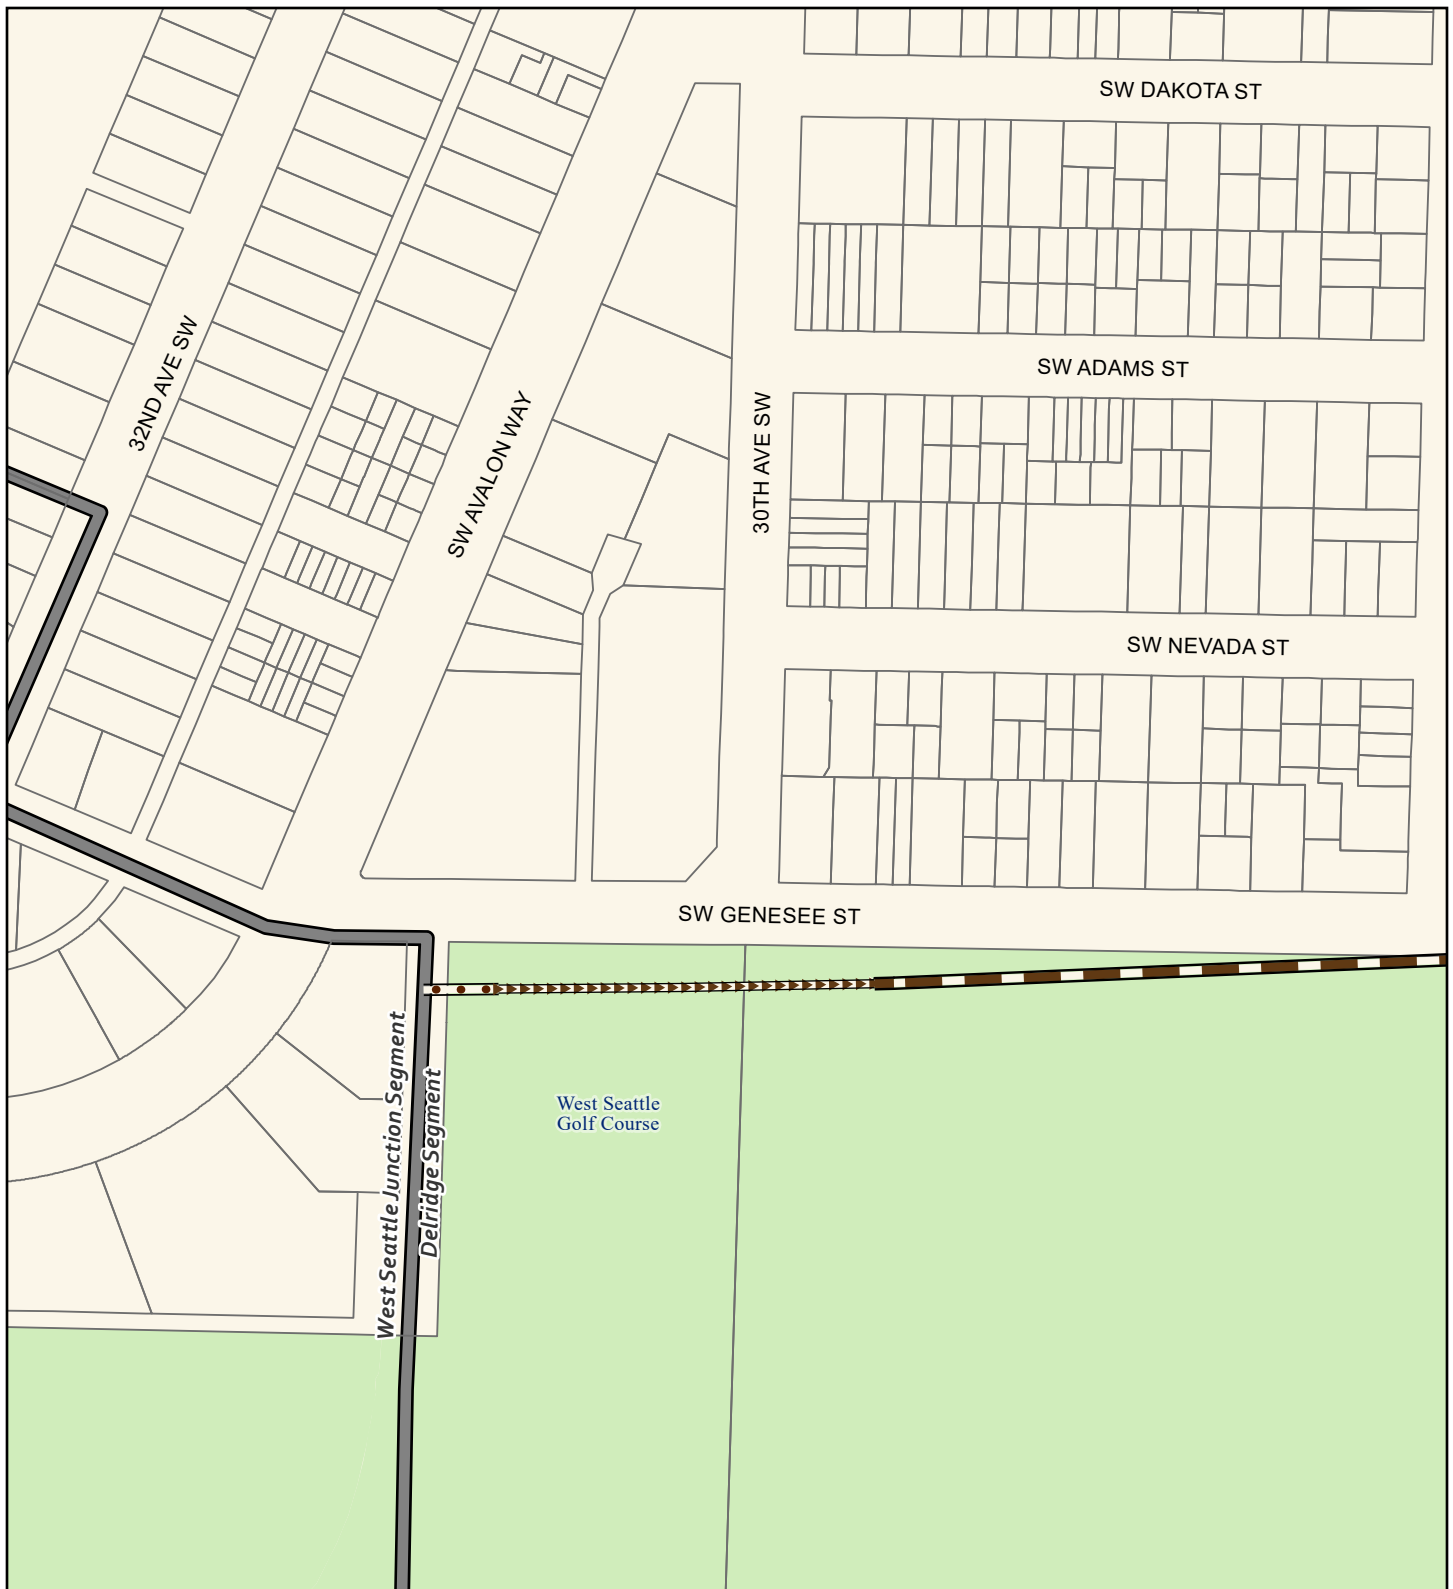 SW DAKOTA ST
SW ADAMS ST
32ND AVE SW
SW AVALON WAY
30TH AVE SW
SW NEVADA ST
SW GENESEE ST
West Seattle Junction Segment
Delridge Segment
West Seattle
Golf Course